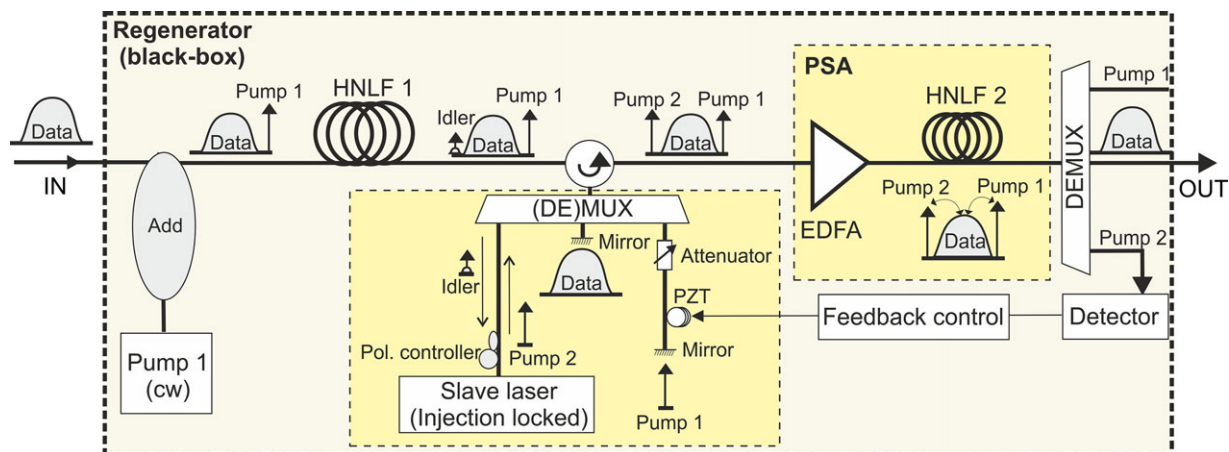 Regenerator
(black-box)
Data
IN
Pump 1
Data
HNLF 1
Idler
Pump 1
Data
Pump 2
Pump 1
Data
PSA
HNLF 2
EDFA
Pump 2
Pump 1
Data
DEMUX
Pump 1
Data
OUT
Pump 2
Add
Pump 1
(cw)
(DE)MUX
Mirror
Data
Attenuator
Idler
PZT
Pol. controller
Pump 2
Mirror
Slave laser
(Injection locked)
Pump 1
Feedback control
Detector